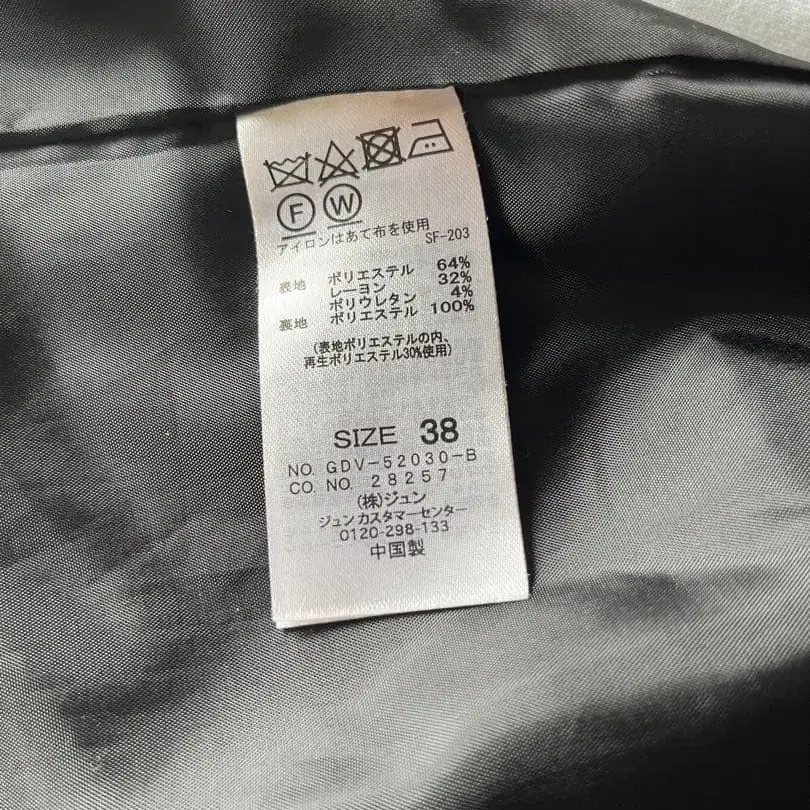 F W
アイロンはあて布を使用
SF-203
表地 ポリエステル 64%
レーヨン 32%
ポリウレタン 4%
裏地 ポリエステル 100%
(表地ポリエステルの内、
再生ポリエステル30%使用)
SIZE 38
NO. GDV-52030-B
CO. NO. 28257
(株)ジュン
ジュンカスタマーセンター
0120-298-133
中国製